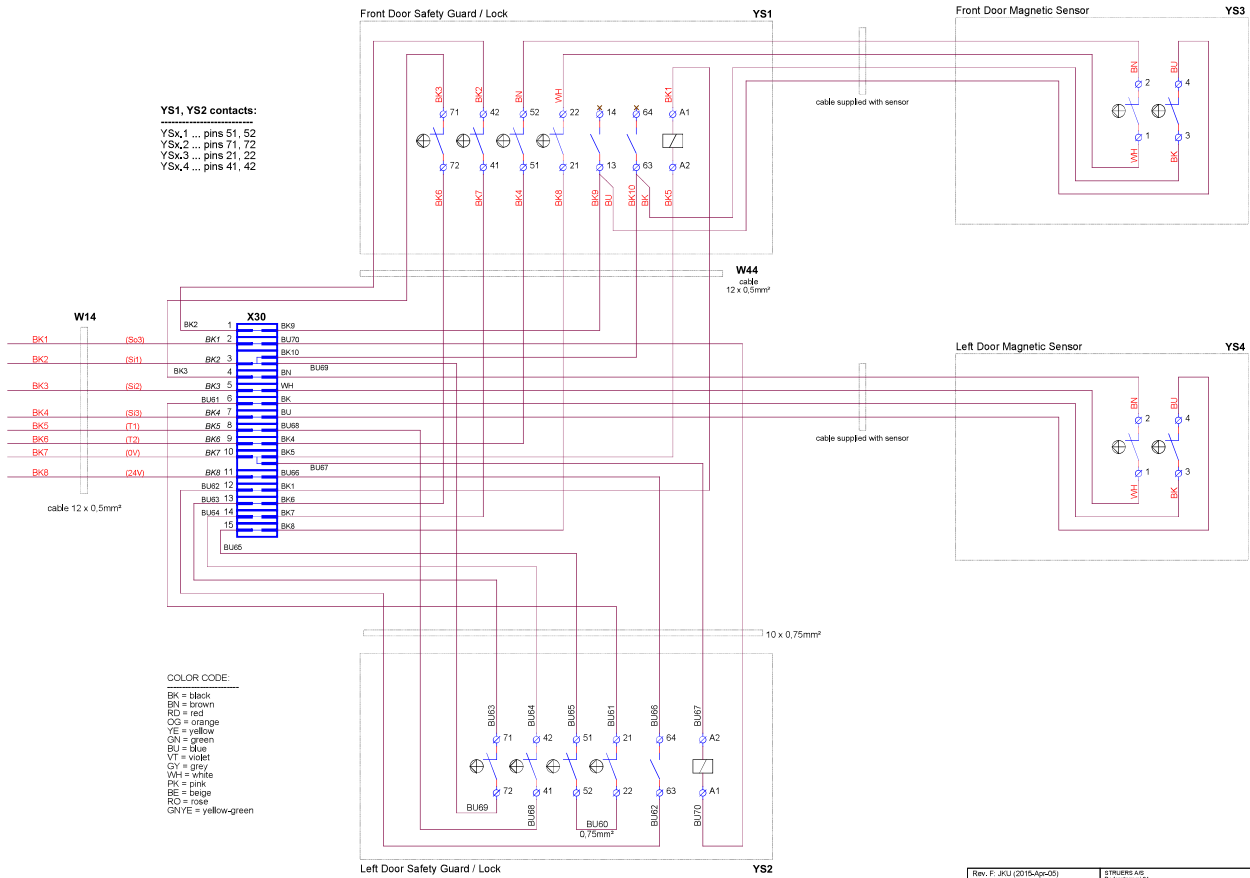 Front Door Safety Guard / Lock
YS1
Front Door Magnetic Sensor
YS3
YS1, YS2 contacts:
YSx.1 ... pins 51, 52
YSx.2 ... pins 71, 72
YSx.3 ... pins 21, 22
YSx.4 ... pins 41, 42
BK3
BK2
BN
WH
BK1
71
42
52
22
14
64
A1
72
41
51
21
13
63
A2
BK6
BK7
BK4
BK8
BK9
BU
BK10
BK
BK5
cable supplied with sensor
BN
BU
2
4
1
3
WH
BK
W44
cable
12 x 0,5mm²
W14
X30
BK1
(So3)
BK2
(Si1)
BK3
(Si2)
BK4
(Si3)
BK5
(T1)
BK6
(T2)
BK7
(0V)
BK8
(24V)
cable 12 x 0,5mm²
BK2
1
BK9
BK1
2
BU70
BK10
BK2
3
BU69
BK3
4
BN
BK3
5
WH
BU61
6
BK
BK4
7
BU
BK5
8
BU68
BK6
9
BK4
BK7
10
BK5
BU67
BK8
11
BU66
BU62
12
BK1
BU63
13
BK6
BU64
14
BK7
15
BK8
BU65
Left Door Magnetic Sensor
YS4
cable supplied with sensor
BN
BU
2
4
1
3
WH
BK
10 x 0,75mm²
COLOR CODE:
BK = black
BN = brown
RD = red
OG = orange
YE = yellow
GN = green
BU = blue
VT = violet
GY = grey
WH = white
PK = pink
BE = beige
RO = rose
GNYE = yellow-green
BU63
BU64
BU65
BU61
BU66
BU67
71
42
51
21
64
A2
72
41
52
22
63
A1
BU69
BU68
BU60
0,75mm²
BU62
BU70
Left Door Safety Guard / Lock
YS2
Rev. F: JKU (2016-Apr-05)
STRUERS A/S